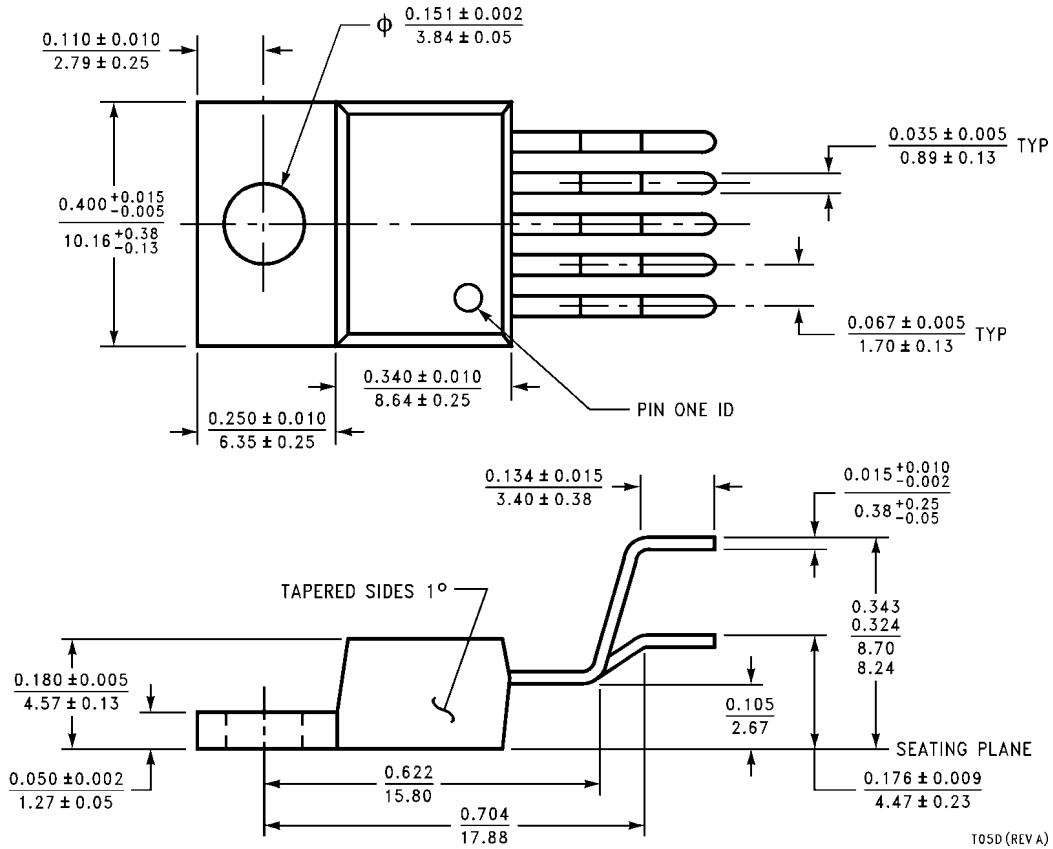 ϕ 0.151 ± 0.002
3.84 ± 0.05
0.110 ± 0.010
2.79 ± 0.25
0.035 ± 0.005 TYP
0.89 ± 0.13
0.400 +0.015
-0.005
10.16 +0.38
-0.13
0.067 ± 0.005 TYP
1.70 ± 0.13
0.340 ± 0.010
8.64 ± 0.25
PIN ONE ID
0.250 ± 0.010
6.35 ± 0.25
0.134 ± 0.015
3.40 ± 0.38
0.015 +0.010
-0.002
0.38 +0.25
-0.05
TAPERED SIDES 1°
0.343
0.324
8.70
8.24
0.180 ± 0.005
4.57 ± 0.13
0.105
2.67
SEATING PLANE
0.050 ± 0.002
1.27 ± 0.05
0.622
15.80
0.176 ± 0.009
4.47 ± 0.23
0.704
17.88
T05D (REV A)